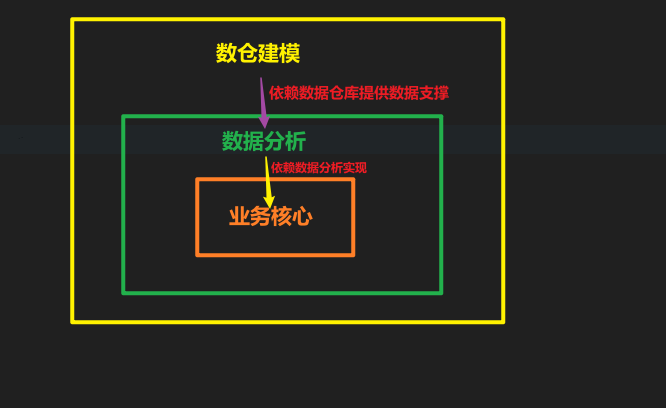 数仓建模
依赖数据仓库提供数据支撑
数据分析
依赖数据分析实现
业务核心